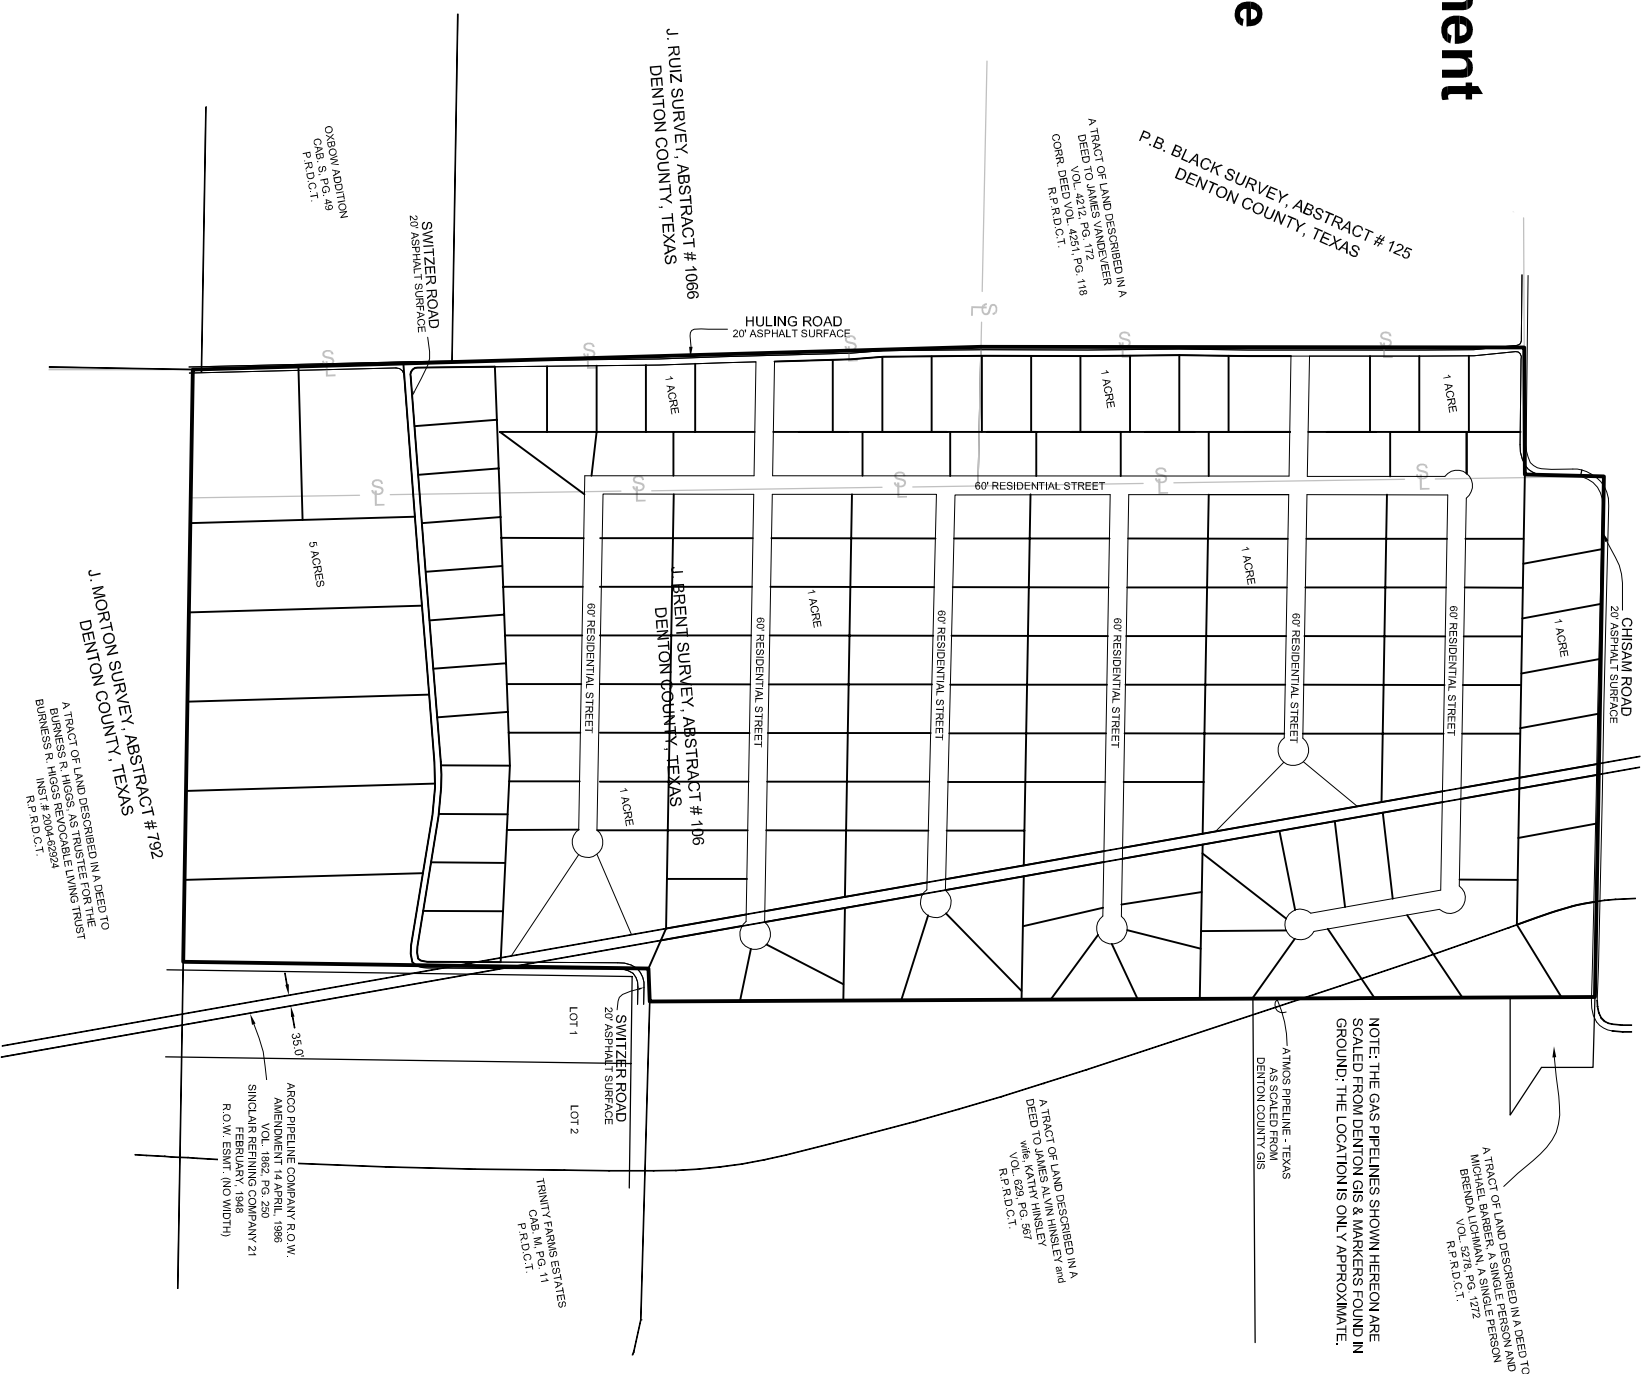 ment
e
P.B. BLACK SURVEY, ABSTRACT # 125
DENTON COUNTY, TEXAS
A TRACT OF LAND DESCRIBED IN A
DEED TO JAMES VANDEVEER
VOL. 4212, PG. 172
CORR. DEED VOL. 4251, PG. 118
R.P.R.D.C.T.
J. RUIZ SURVEY, ABSTRACT # 1066
DENTON COUNTY, TEXAS
OXBOW ADDITION
CAB. S, PG. 49
P.R.D.C.T.
SWITZER ROAD
20' ASPHALT SURFACE
HULING ROAD
20' ASPHALT SURFACE
S
L
S
L
S
L
S
L
S
L
S
L
1 ACRE
1 ACRE
1 ACRE
S
L
S
L
S
L
S
L
S
L
60' RESIDENTIAL STREET
5 ACRES
1 ACRE
1 ACRE
1 ACRE
1 ACRE
60' RESIDENTIAL STREET
60' RESIDENTIAL STREET
60' RESIDENTIAL STREET
60' RESIDENTIAL STREET
60' RESIDENTIAL STREET
60' RESIDENTIAL STREET
J. BRENT SURVEY, ABSTRACT # 106
DENTON COUNTY, TEXAS
CHISAM ROAD
20' ASPHALT SURFACE
J. MORTON SURVEY, ABSTRACT # 792
DENTON COUNTY, TEXAS
A TRACT OF LAND DESCRIBED IN A DEED TO
BURNESS R. HIGGS, AS TRUSTEE FOR THE
BURNESS R. HIGGS REVOCABLE LIVING TRUST
INST.# 2004-62924
R.P.R.D.C.T.
35.0'
LOT 1
LOT 2
SWITZER ROAD
20' ASPHALT SURFACE
ARCO PIPELINE COMPANY R.O.W.
AMENDMENT 14 APRIL, 1986
VOL. 1862, PG. 250
SINCLAIR REFINING COMPANY 21
FEBRUARY, 1948
R.O.W. ESMT. (NO WIDTH)
TRINITY FARMS ESTATES
CAB. M, PG. 11
P.R.D.C.T.
A TRACT OF LAND DESCRIBED IN A
DEED TO JAMES ALVIN HINSLEY and
wife, KATHY HINSLEY
VOL. 629, PG. 567
R.P.R.D.C.T.
ATMOS PIPELINE - TEXAS
AS SCALED FROM
DENTON COUNTY GIS
NOTE: THE GAS PIPELINES SHOWN HEREON ARE
SCALED FROM DENTON GIS & MARKERS FOUND IN
GROUND; THE LOCATION IS ONLY APPROXIMATE.
A TRACT OF LAND DESCRIBED IN A DEED TO
MICHAEL BARBER, A SINGLE PERSON AND
BRENDA LICHMAN, A SINGLE PERSON
VOL. 5278, PG. 1272
R.P.R.D.C.T.